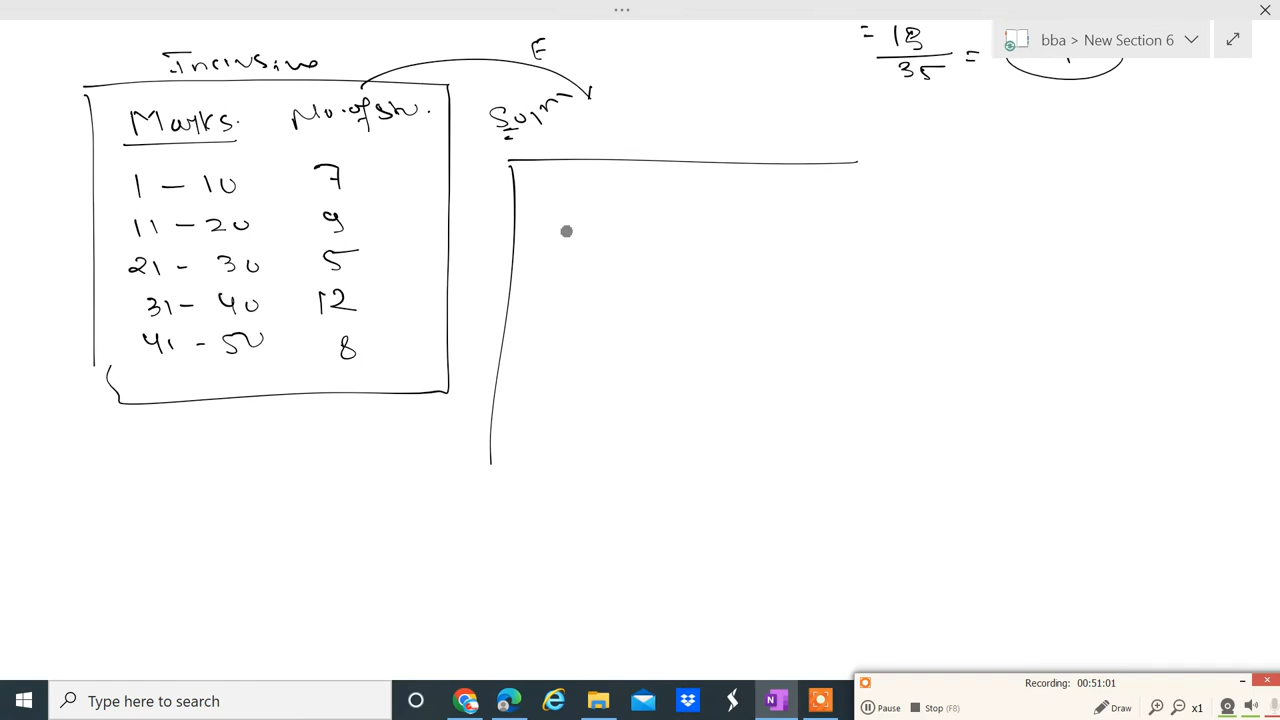 = 18
35 =
bba > New Section 6
Inclusive
E
Marks. No. of St.
Soln
1 - 10 7
11 - 20 9
21 - 30 5
31 - 40 12
41 - 50 8
Recording: 00:51:01
Type here to search
Pause Stop (F8) Draw x1